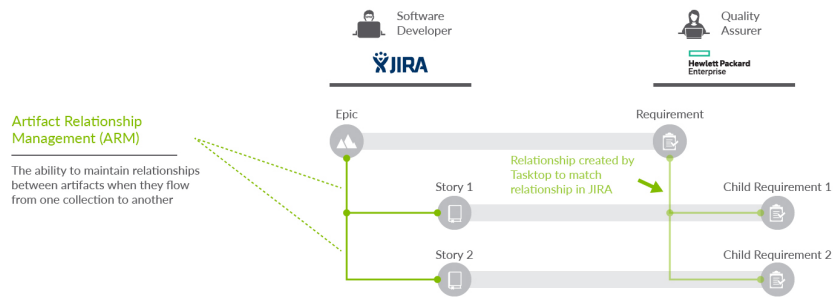 Software
Developer
JIRA
Quality
Assurer
Hewlett Packard
Enterprise
Artifact Relationship
Management (ARM)
The ability to maintain relationships
between artifacts when they flow
from one collection to another
Epic
Requirement
Relationship created by
Tasktop to match
relationship in JIRA
Story 1
Child Requirement 1
Story 2
Child Requirement 2